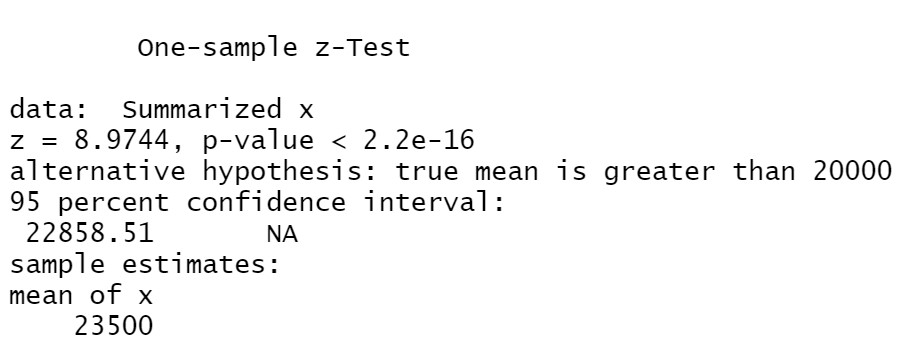 One-sample z-Test
data:  Summarized x
z = 8.9744, p-value < 2.2e-16
alternative hypothesis: true mean is greater than 20000
95 percent confidence interval:
22858.51       NA
sample estimates:
mean of x
23500